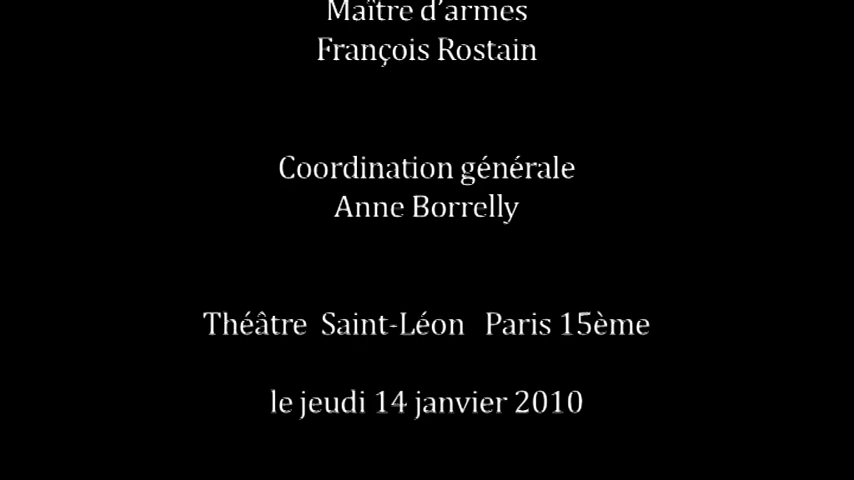 Maître d'armes
François Rostain
Coordination générale
Anne Borrelly
Théâtre Saint-Léon Paris 15ème
le jeudi 14 janvier 2010